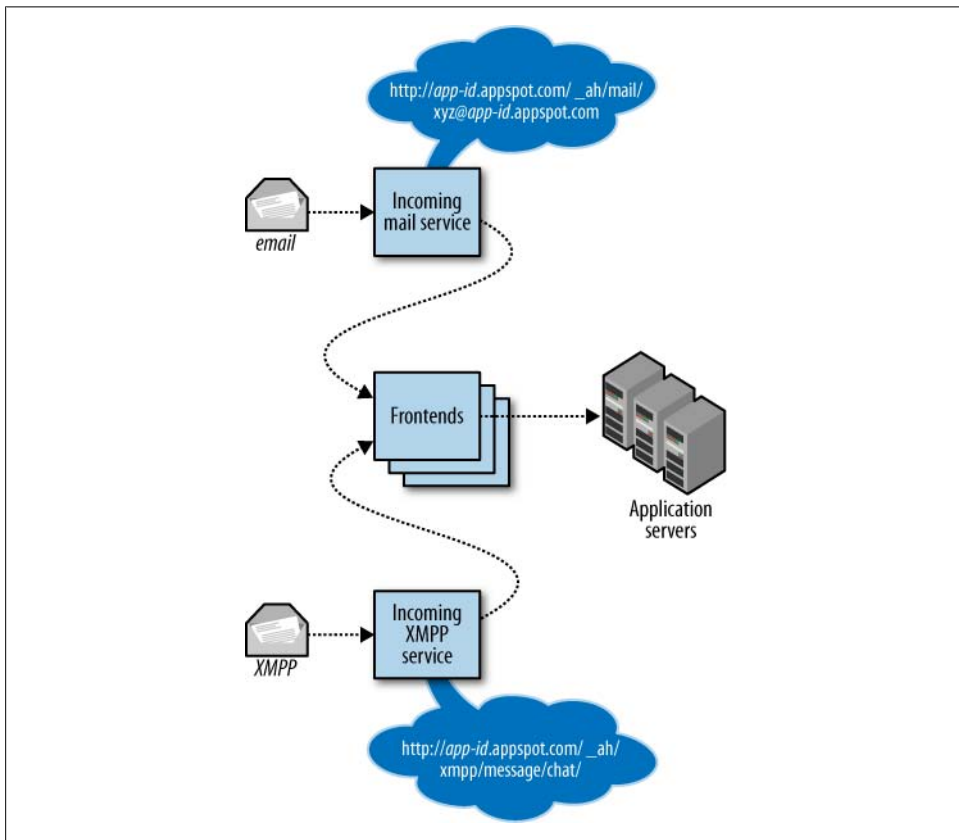 http://app-id.appspot.com/ _ah/mail/
xyz@app-id.appspot.com
Incoming
mail service
email
Frontends
Application
servers
Incoming
XMPP
service
XMPP
http://app-id.appspot.com/ _ah/
xmpp/message/chat/